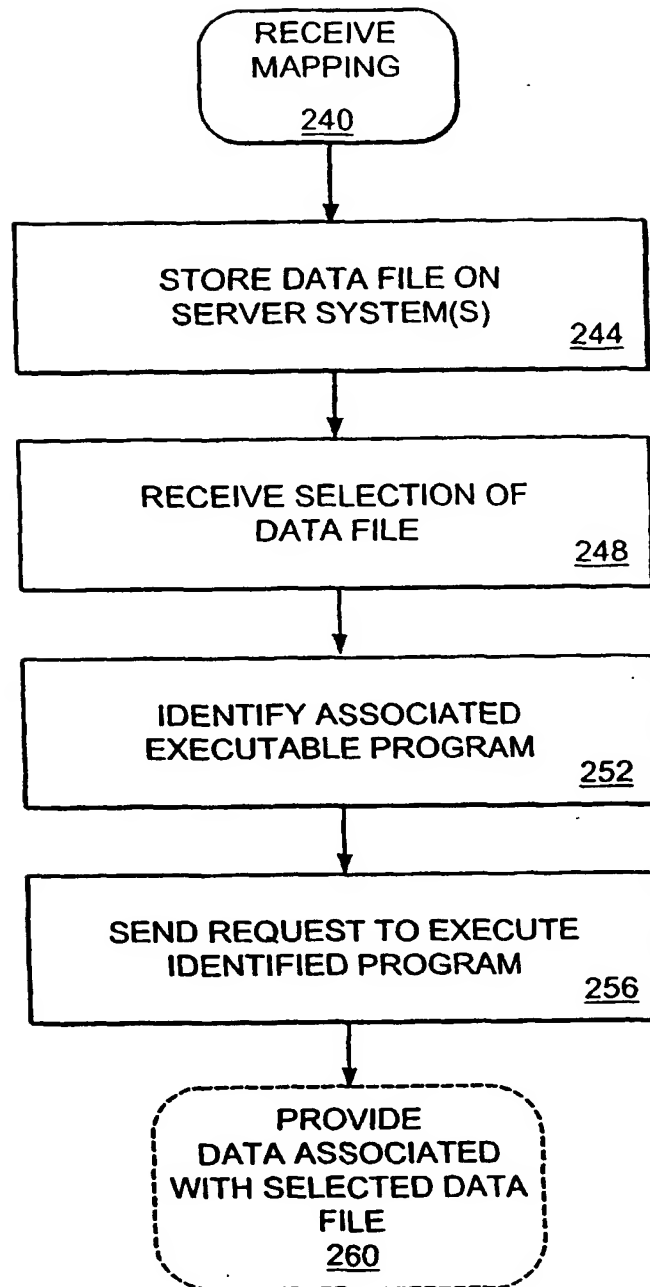 RECEIVE
MAPPING
240
STORE DATA FILE ON
SERVER SYSTEM(S)
244
RECEIVE SELECTION OF
DATA FILE
248
IDENTIFY ASSOCIATED
EXECUTABLE PROGRAM
252
SEND REQUEST TO EXECUTE
IDENTIFIED PROGRAM
256
PROVIDE
DATA ASSOCIATED
WITH SELECTED DATA
FILE
260